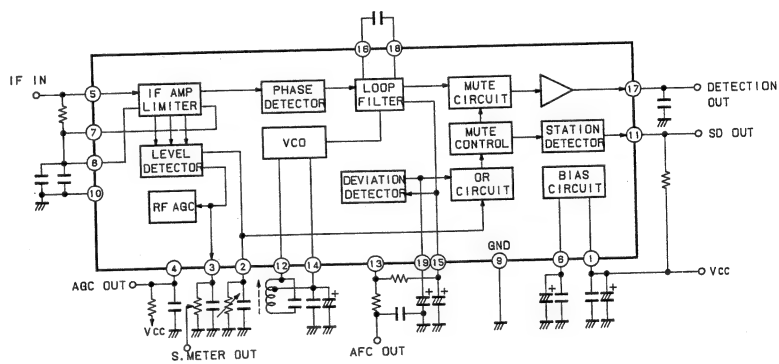 16
18
IF IN
5
IF AMP
LIMITER
PHASE
DETECTOR
LOOP
FILTER
MUTE
CIRCUIT
17
DETECTION
OUT
7
8
LEVEL
DETECTOR
VCO
MUTE
CONTROL
STATION
DETECTOR
11
SD OUT
10
RF AGC
DEVIATION
DETECTOR
OR
CIRCUIT
BIAS
CIRCUIT
GND
4
3
2
12
14
13
19
15
9
6
1
AGC OUT
VCC
+
+
+
+
+
VCC
S.METER OUT
AFC OUT